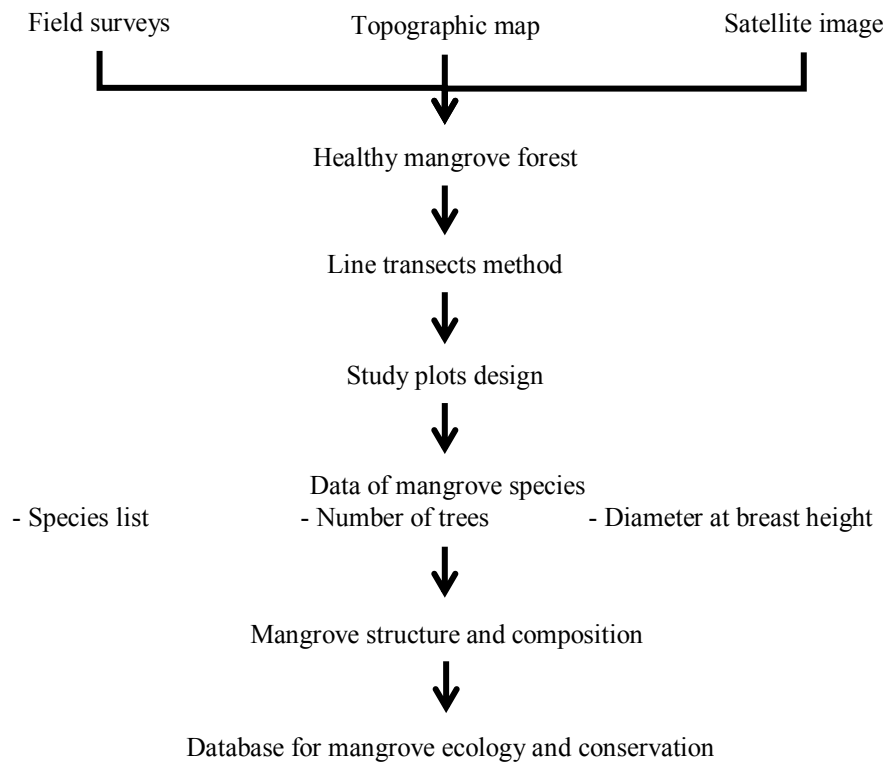 Field surveys Topographic map Satellite image
Healthy mangrove forest
Line transects method
Study plots design
Data of mangrove species
- Species list - Number of trees - Diameter at breast height
Mangrove structure and composition
Database for mangrove ecology and conservation